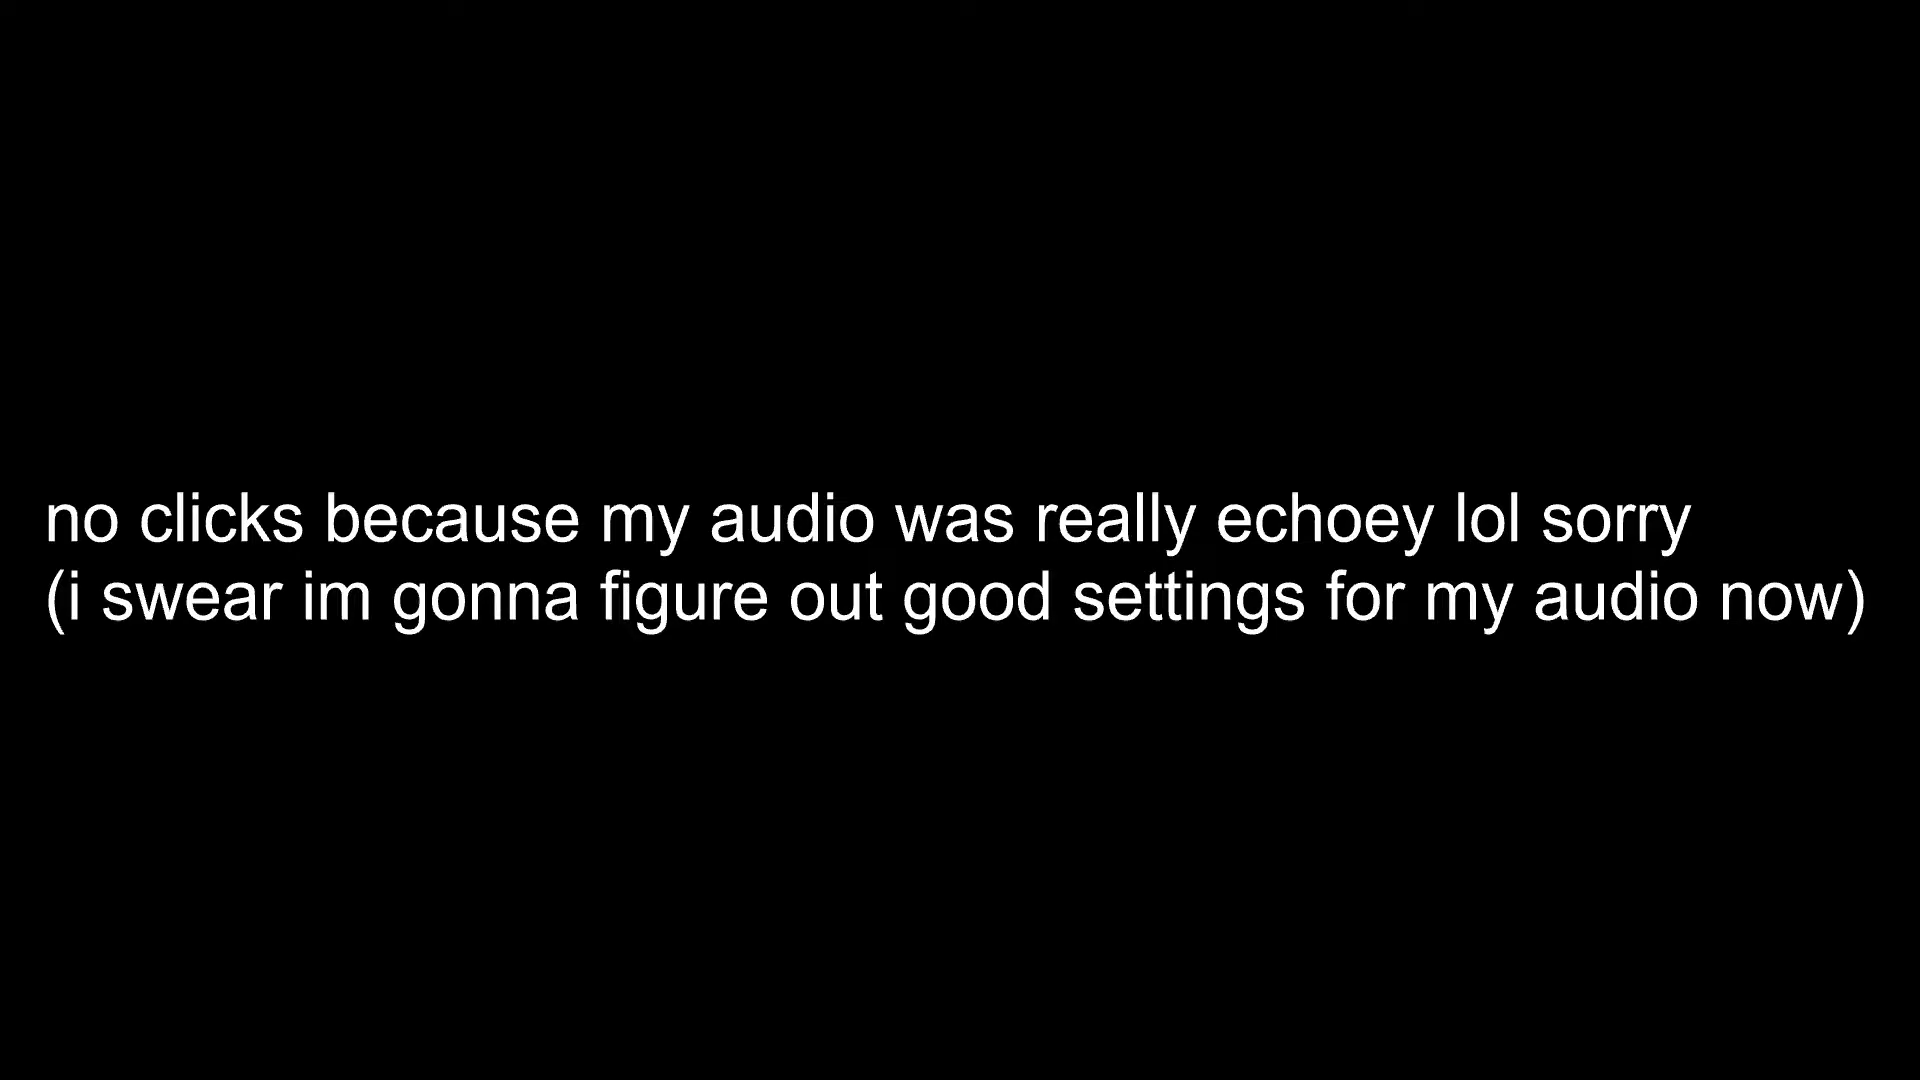 no clicks because my audio was really echoey lol sorry
(i swear im gonna figure out good settings for my audio now)